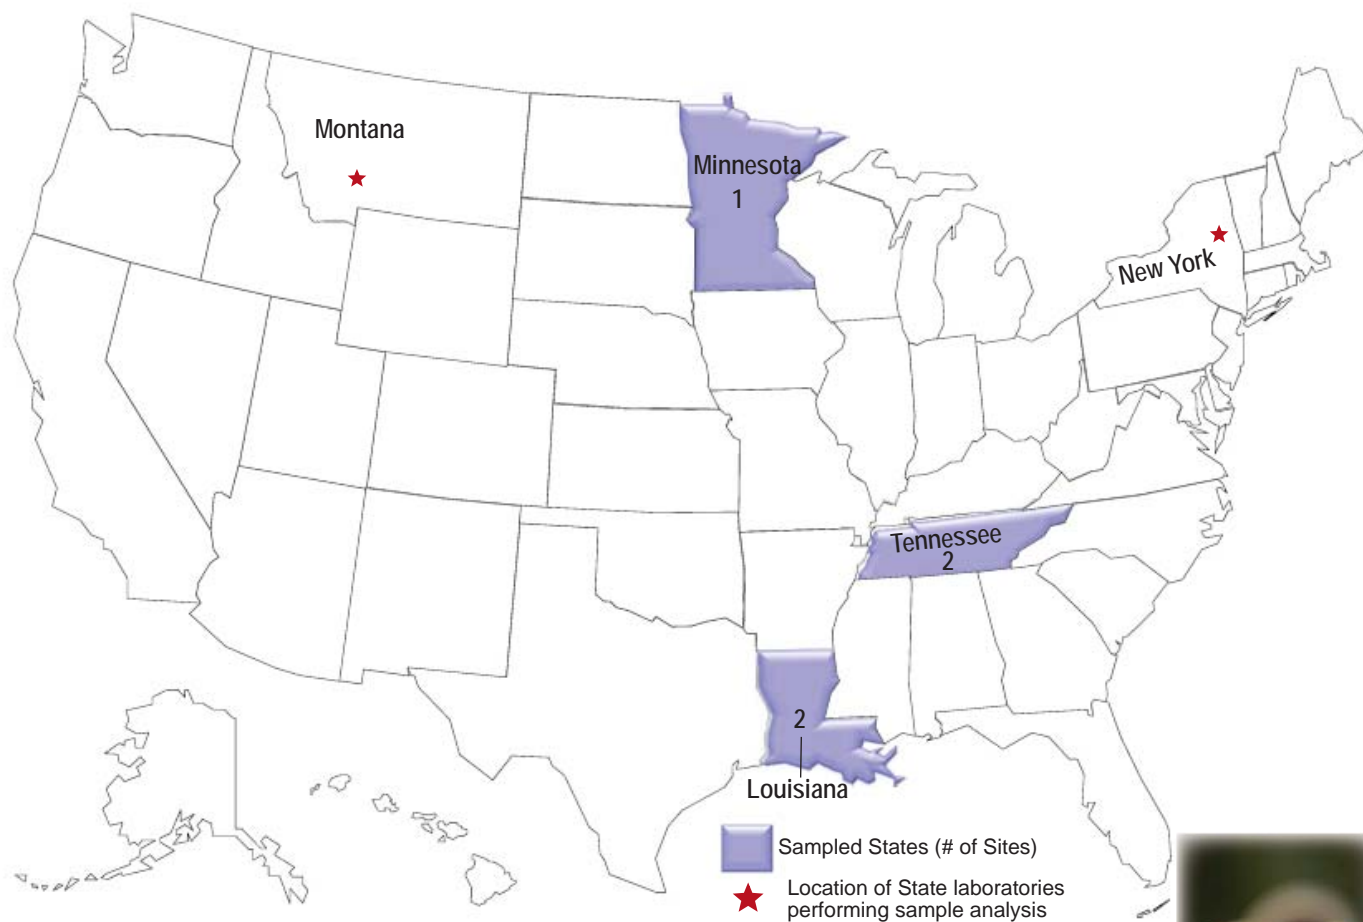 Montana
Minnesota
1
New York
Tennessee
2
2
Louisiana
Sampled States (# of Sites)
Location of State laboratories
performing sample analysis